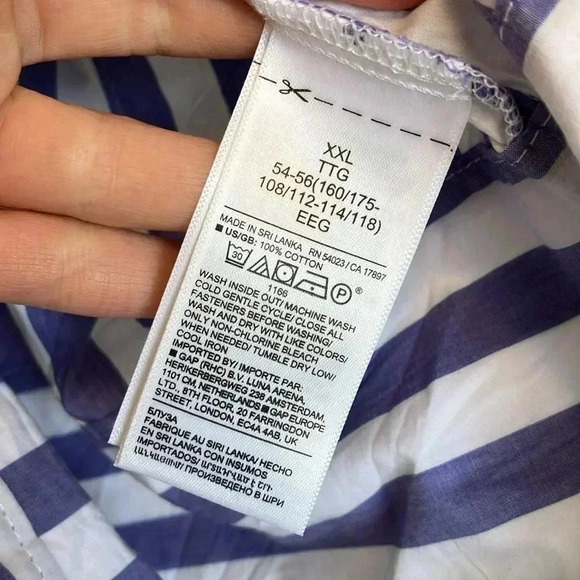 XXL
TTG
54-56(160/175-
108/112-114/118)
EEG
MADE IN SRI LANKA RN 54023 / CA 17897
■ US/GB: 100% COTTON
30 P
1166
WASH INSIDE OUT/ MACHINE WASH
COLD GENTLE CYCLE/ CLOSE ALL
FASTENERS BEFORE WASHING/
WASH AND DRY WITH LIKE COLORS/
ONLY NON-CHLORINE BLEACH
WHEN NEEDED/ TUMBLE DRY LOW/
COOL IRON
IMPORTED BY/ IMPORTE PAR:
■ GAP (RHC) B.V, LUNA ARENA,
HERIKERBERGWEG 238 AMSTERDAM,
1101 CM, NETHERLANDS ■ GAP EUROPE
LTD., 8TH FLOOR, 20 FARRINGDON
STREET, LONDON, EC4A 4AB, UK
БЛУЗА
FABRIQUE AU SRI LANKA/ HECHO
EN SRI LANKA CON INSUMOS
IMPORTADOS/
ПРОИЗВЕДЕНО В ШРИ